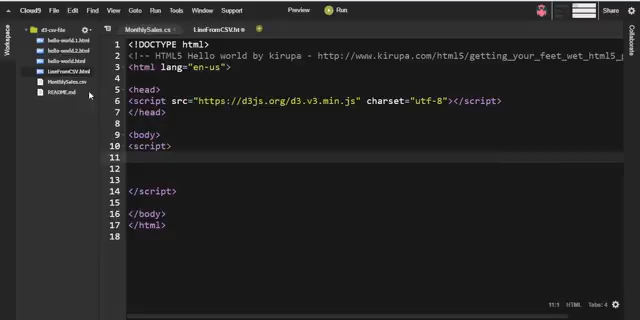 Cloud9 File Edit Find View Goto Run Tools Window Support Preview Run Share
Workspace
d3-csv-file
hello-world.1.html
hello-world2.html
hello-world.html
LineFromCSV.html
MonthlySales.csv
README.md
MonthlySales.cs
LineFromCSV.ht
Collaborate
1 <!DOCTYPE html>
2 <!-- HTML5 Hello world by kirupa - http://www.kirupa.com/html5/getting_your_feet_wet_html5_
3 <html lang="en-us">
4
5 <head>
6 <script src="https://d3js.org/d3.v3.min.js" charset="utf-8"></script>
7 </head>
8
9 <body>
10 <script>
11
12
13
14 </script>
15
16 </body>
17 </html>
18
11:1 HTML Tabs: 4